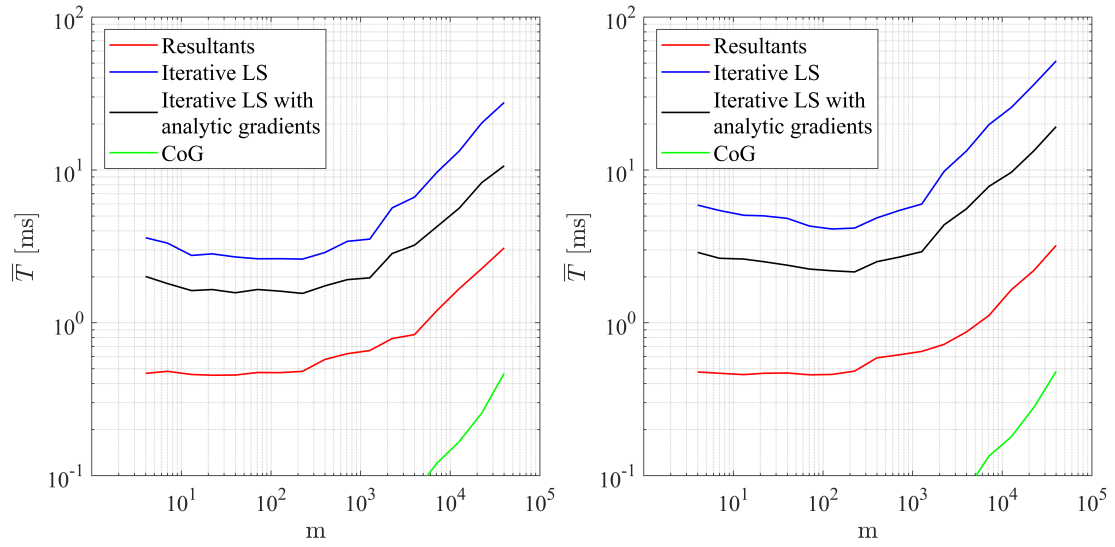 10^2
10^1
10^0
10^-1
T̅ [ms]
Resultants
Iterative LS
Iterative LS with
analytic gradients
CoG
10^1
10^2
10^3
10^4
10^5
m
10^2
10^1
10^0
10^-1
T̅ [ms]
Resultants
Iterative LS
Iterative LS with
analytic gradients
CoG
10^1
10^2
10^3
10^4
10^5
m